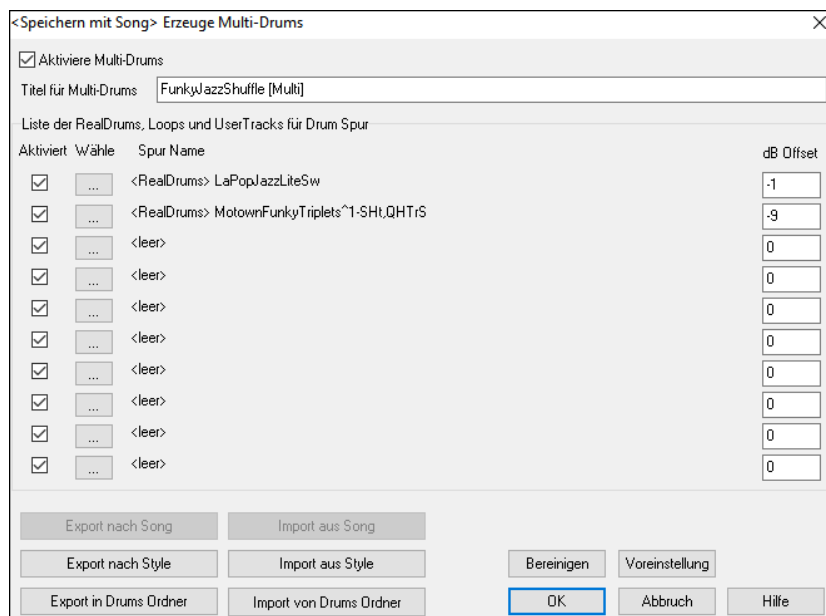 <Speichern mit Song> Erzeuge Multi-Drums
Aktiviere Multi-Drums
Titel für Multi-Drums FunkyJazzShuffle [Multi]
Liste der RealDrums, Loops und UserTracks für Drum Spur
Aktiviert Wähle Spur Name dB Offset
... <RealDrums> LaPopJazzLiteSw -1
... <RealDrums> MotownFunkyTriplets^1-SHt,QHTrS -9
... <leer> 0
... <leer> 0
... <leer> 0
... <leer> 0
... <leer> 0
... <leer> 0
... <leer> 0
... <leer> 0
Export nach Song Import aus Song
Export nach Style Import aus Style Bereinigen Voreinstellung
Export in Drums Ordner Import von Drums Ordner OK Abbruch Hilfe